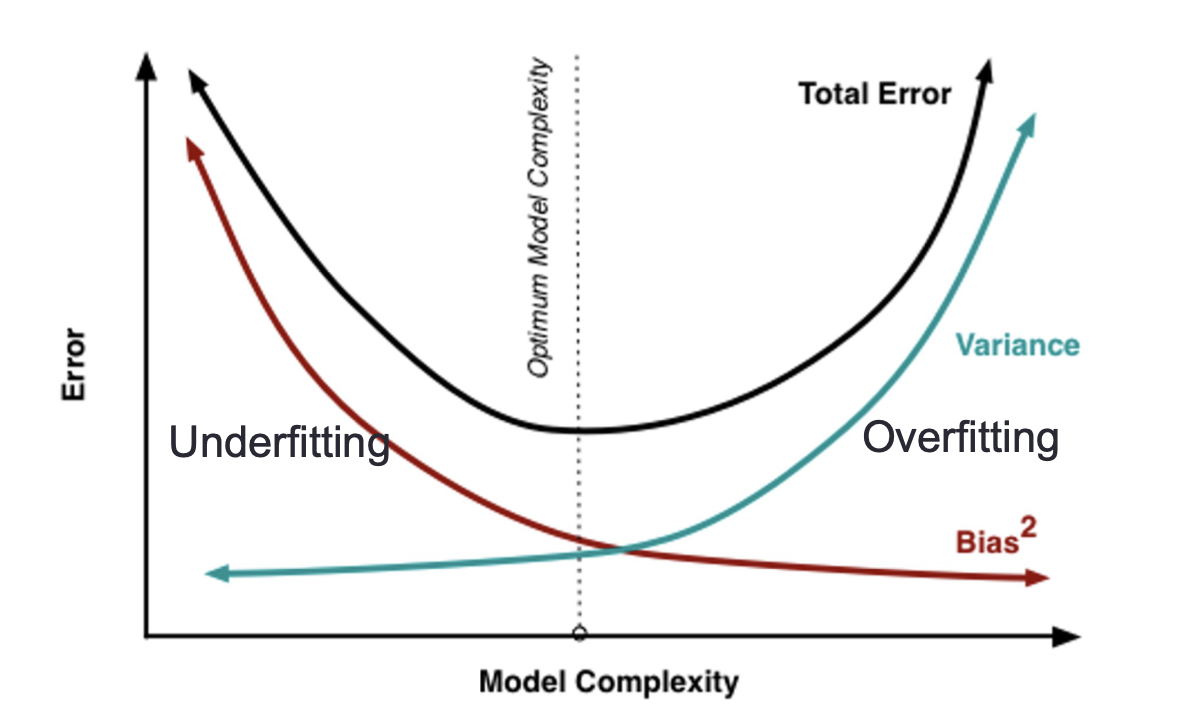 Optimum Model Complexity
Total Error
Error
Variance
Underfitting
Overfitting
Bias²
Model Complexity